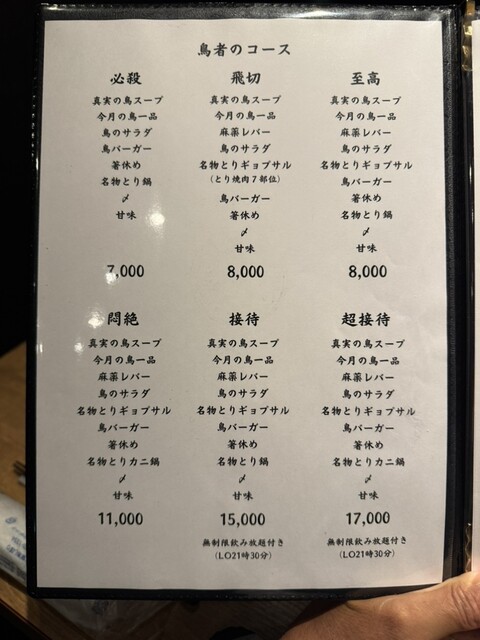 鳥者のコース
必殺
真実の鳥スープ
今月の鳥一品
鳥のサラダ
鳥バーガー
箸休め
名物とり鍋
〆
甘味
7,000
飛切
真実の鳥スープ
今月の鳥一品
麻薬レバー
鳥のサラダ
名物とりギョプサル
(とり焼肉7部位)
鳥バーガー
箸休め
〆
甘味
8,000
至高
真実の鳥スープ
今月の鳥一品
麻薬レバー
鳥のサラダ
名物とりギョプサル
鳥バーガー
箸休め
名物とり鍋
〆
甘味
8,000
悶絶
真実の鳥スープ
今月の鳥一品
麻薬レバー
鳥のサラダ
名物とりギョプサル
鳥バーガー
箸休め
名物とりカニ鍋
〆
甘味
11,000
接待
真実の鳥スープ
今月の鳥一品
麻薬レバー
鳥のサラダ
名物とりギョプサル
鳥バーガー
箸休め
名物とり鍋
〆
甘味
15,000
無制限飲み放題付き
(LO21時30分)
超接待
真実の鳥スープ
今月の鳥一品
麻薬レバー
鳥のサラダ
名物とりギョプサル
鳥バーガー
箸休め
名物とりカニ鍋
〆
甘味
17,000
無制限飲み放題付き
(LO21時30分)